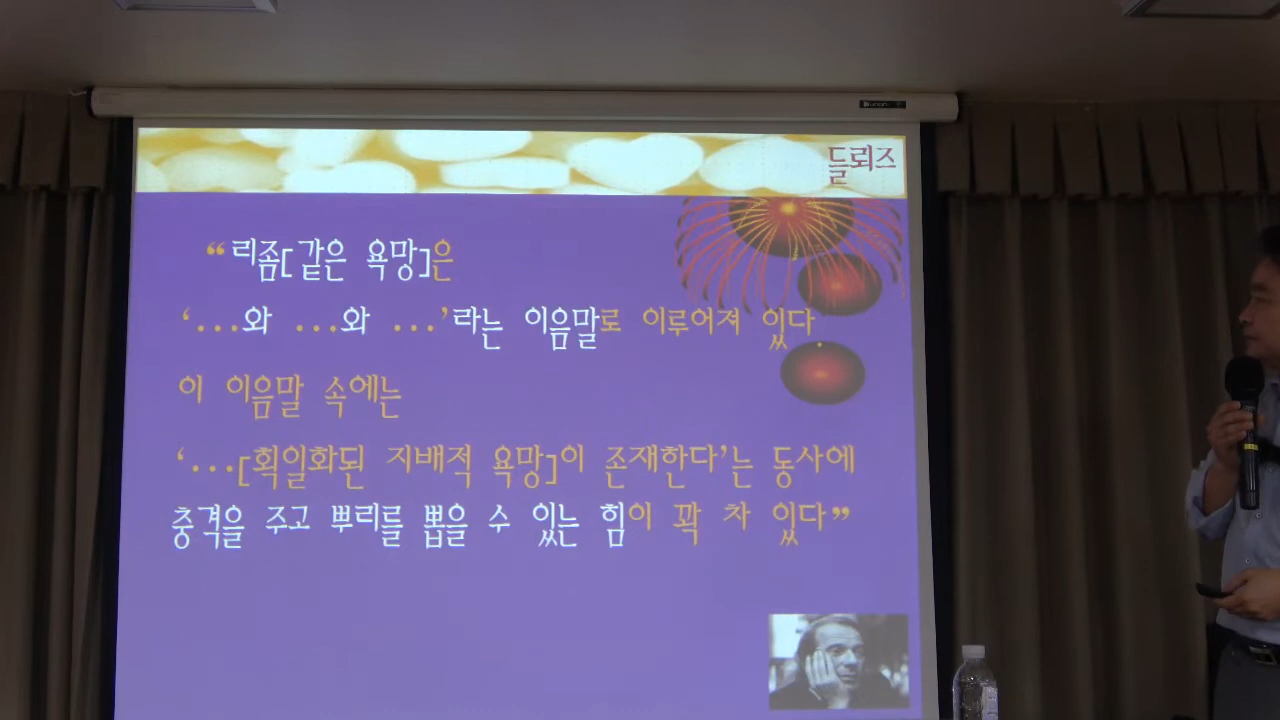 들뢰즈
“리좀[같은 욕망]은
‘...와 ...와 ...’라는 이음말로 이루어져 있다
이 이음말 속에는
‘...[획일화된 지배적 욕망]이 존재한다’는 동사에
충격을 주고 뿌리를 뽑을 수 있는 힘이 꽉 차 있다”